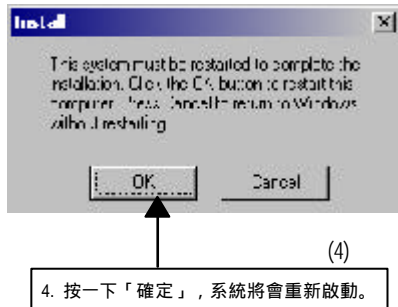 Install
This system must be restarted to complete the
installation. Click the OK button to restart this
computer. Press Cancel to return to Windows
without restarting.
OK
Cancel
(4)
4. 按一下「確定」，系統將會重新啟動。